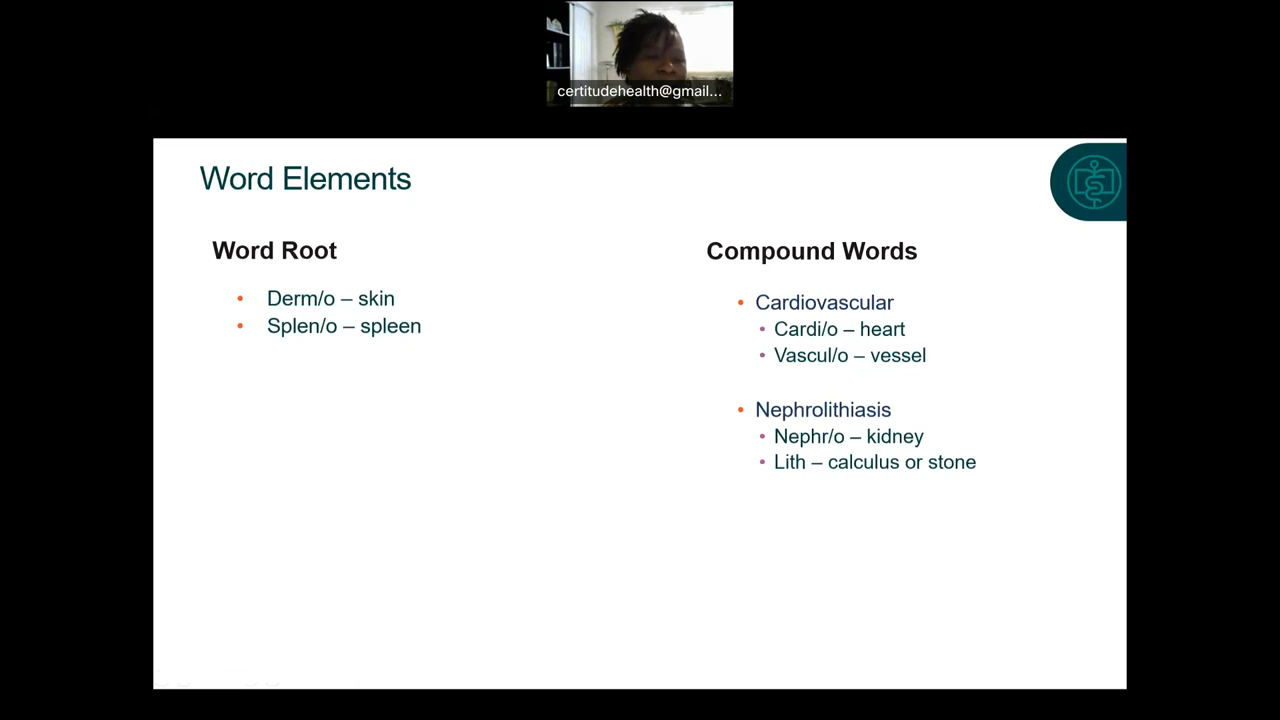 certitudehealth@gmail...
Word Elements
Word Root
• Derm/o – skin
• Splen/o – spleen
Compound Words
• Cardiovascular
• Cardi/o – heart
• Vascul/o – vessel
• Nephrolithiasis
• Nephr/o – kidney
• Lith – calculus or stone